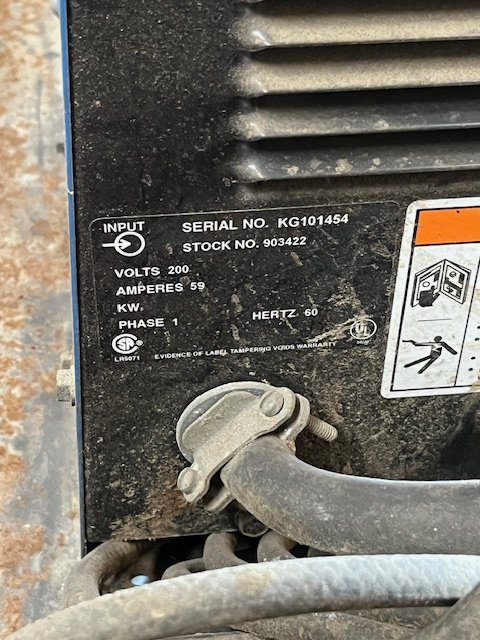 INPUT
SERIAL NO. KG101454
STOCK NO. 903422
VOLTS 200
AMPERES 59
KW.
PHASE 1
HERTZ 60
LR5071
EVIDENCE OF LABEL TAMPERING VOIDS WARRANTY
UL